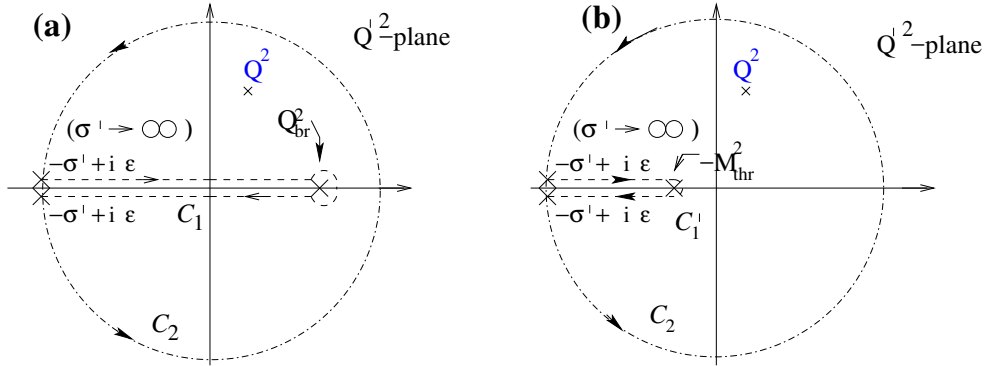 (a)
Q'²-plane
Q²
Q²br
(σ' → ∞)
-σ'+i ε
-σ'+i ε
C₁
C₂
(b)
Q'²-plane
Q²
(σ' → ∞)
-M²thr
-σ'+ i ε
-σ'+ i ε
C₁'
C₂